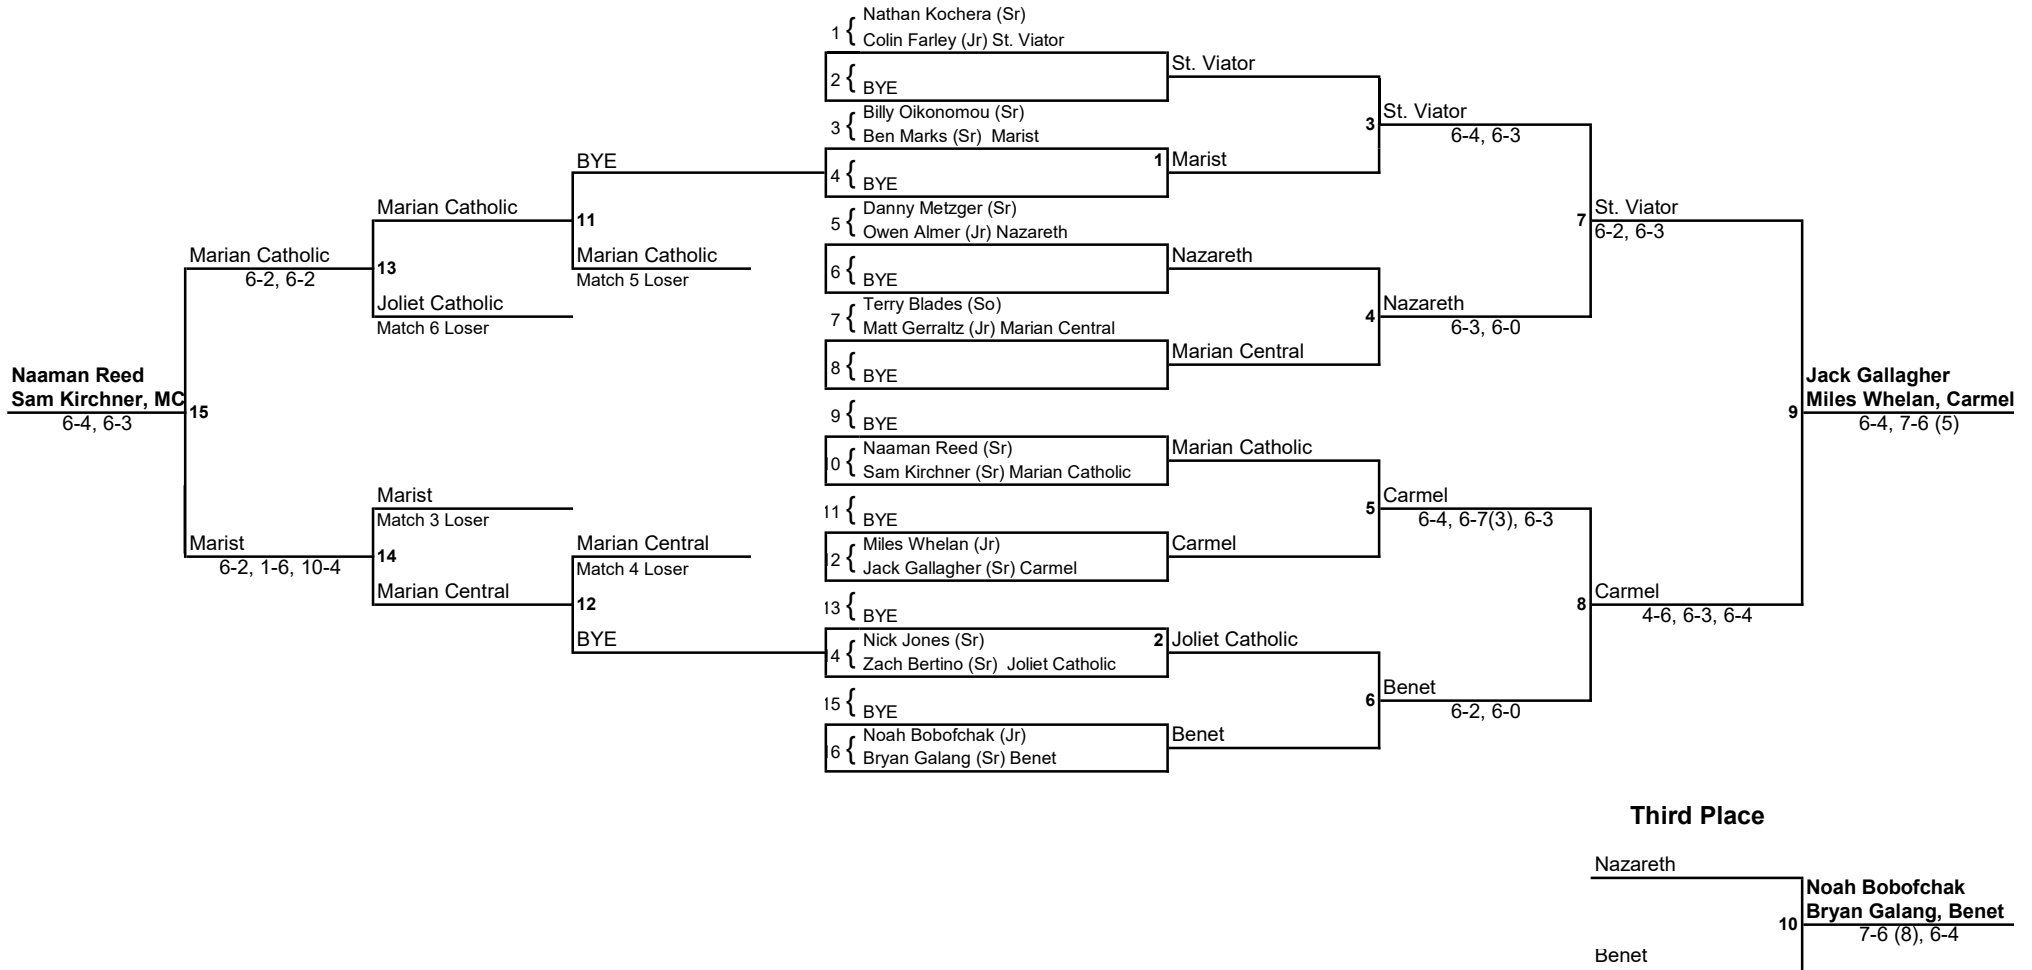 Nathan Kochera (Sr)
1 { Colin Farley (Jr) St. Viator
St. Viator
2 { BYE
Billy Oikonomou (Sr)
3 { Ben Marks (Sr)  Marist
3 St. Viator
6-4, 6-3
BYE
1 Marist
4 { BYE
Danny Metzger (Sr)
5 { Owen Almer (Jr) Nazareth
Marian Catholic
11
7 St. Viator
6-2, 6-3
Nazareth
6 { BYE
Marian Catholic
6-2, 6-2
13
Marian Catholic
Match 5 Loser
Joliet Catholic
Match 6 Loser
Terry Blades (So)
7 { Matt Gerraltz (Jr) Marian Central
4 Nazareth
6-3, 6-0
Marian Central
8 { BYE
Naaman Reed
Sam Kirchner, MC
15
6-4, 6-3
Jack Gallagher
Miles Whelan, Carmel
9
6-4, 7-6 (5)
9 { BYE
Naaman Reed (Sr)
10 { Sam Kirchner (Sr) Marian Catholic
Marian Catholic
11 { BYE
5 Carmel
6-4, 6-7(3), 6-3
Marist
Match 3 Loser
Miles Whelan (Jr)
12 { Jack Gallagher (Sr) Carmel
Carmel
Marist
6-2, 1-6, 10-4
14
Marian Central
Match 4 Loser
Marian Central
12
13 { BYE
8 Carmel
4-6, 6-3, 6-4
BYE
Nick Jones (Sr)
14 { Zach Bertino (Sr)  Joliet Catholic
2 Joliet Catholic
15 { BYE
6 Benet
6-2, 6-0
Noah Bobofchak (Jr)
16 { Bryan Galang (Sr) Benet
Benet
Third Place
Nazareth
Noah Bobofchak
Bryan Galang, Benet
10
7-6 (8), 6-4
Benet